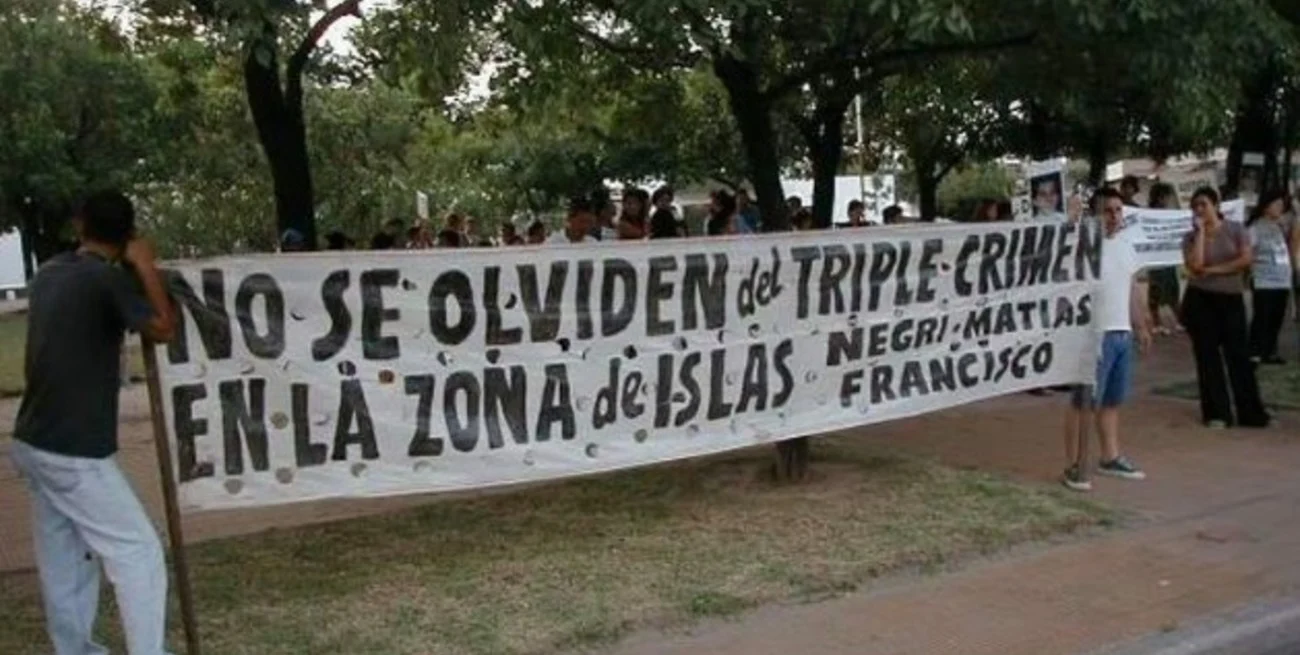 NO SE OLVIDEN del TRIPLE CRIMEN
EN LA ZONA de ISLAS
NEGRI-MATIAS
FRANCISCO